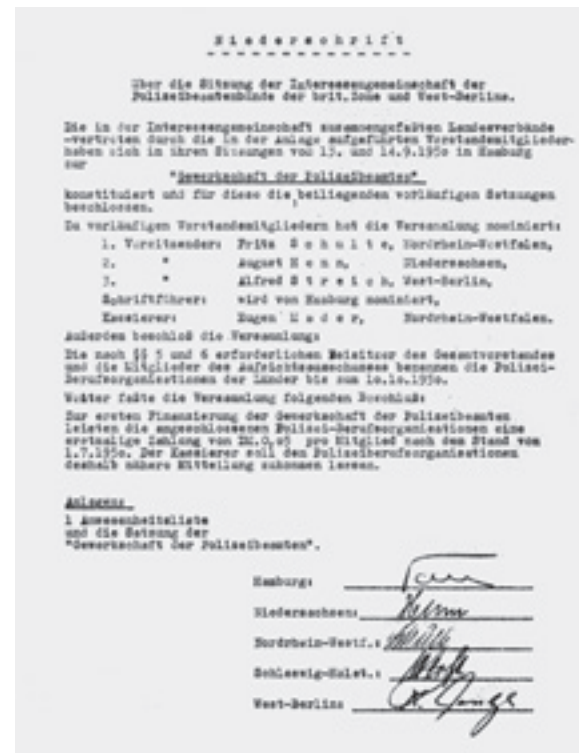 N i e d e r s c h r i f t
über die Sitzung der Interessengemeinschaft der
Polizeibeamtenbünde der brit.Zone und West-Berlins.
Die in der Interessengemeinschaft zusammengefaßten Landesverbände
-vertreten durch die in der Anlage aufgeführten Vorstandsmitglieder-
haben sich in ihren Sitzungen vom 13. und 14.9.1950 in Hamburg
zur
"Gewerkschaft der Polizeibeamten"
konstituiert und für diese die beiliegenden vorläufigen Satzungen
beschlossen.
Zu vorläufigen Vorstandsmitgliedern hat die Versammlung nominiert:
1. Vorsitzender: Fritz S c h u l t e, Nordrhein-Westfalen,
2. " August H e n n, Niedersachsen,
3. " Alfred S t r e i c h, West-Berlin,
Schriftführer: wird von Hamburg nominiert,
Kassierer: Eugen M a d e r, Nordrhein-Westfalen.
Außerdem beschloß die Versammlung:
Die nach §§ 5 und 6 erforderlichen Beisitzer des Gesamtvorstandes
und die Mitglieder des Aufsichtsausschusses benennen die Polizei-
Berufsorganisationen der Länder bis zum 10.10.1950.
Weiter faßte die Versammlung folgenden Beschluß:
Zur ersten Finanzierung der Gewerkschaft der Polizeibeamten
leisten die angeschlossenen Polizei-Berufsorganisationen eine
erstmalige Zahlung von DM.0,05 pro Mitglied nach dem Stand vom
1.7.1950. Der Kassierer soll den Polizeiberufsorganisationen
deshalb nähere Mitteilung zukommen lassen.
Anlagen:
1 Anwesenheitsliste
und die Satzung der
"Gewerkschaft der Polizeibeamten".
Hamburg:
Niedersachsen: Henn
Nordrhein-Westf.:
Schleswig-Holst.:
West-Berlin: